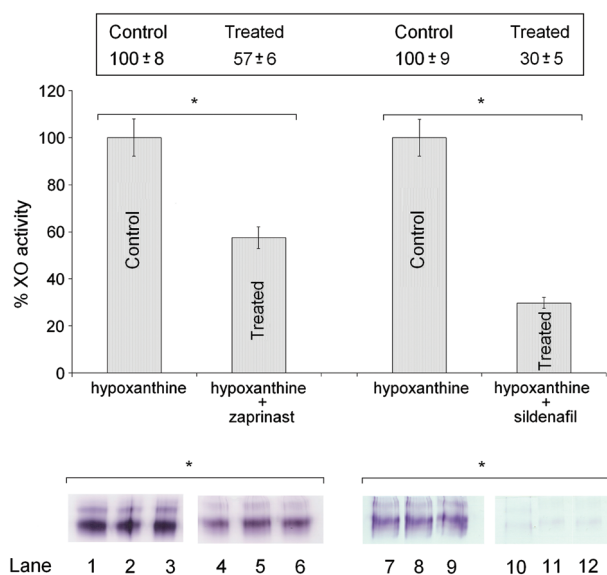 Control Treated Control Treated
100±8 57±6 100±9 30±5
120
* *
100
80
60
40
20
0
% XO activity
Control
Treated
Control
Treated
hypoxanthine hypoxanthine hypoxanthine hypoxanthine
+ +
zaprinast sildenafil
* *
Lane 1 2 3 4 5 6 7 8 9 10 11 12